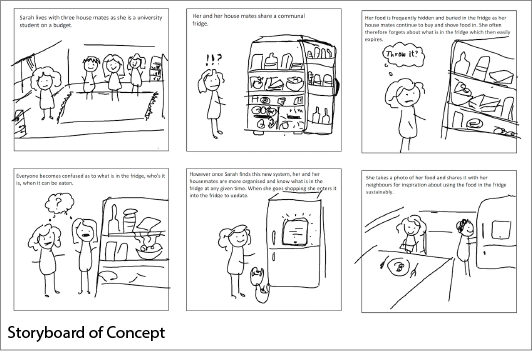 Sarah lives with three house mates as she is a university
student on a budget.
Her and her house mates share a communal
fridge.
!!?
Her food is frequently hidden and buried in the fridge as her
house mates continue to buy and shove food in. She often
therefore forgets about what is in the fridge which then easily
expires.
Throw it?
Everyone becomes confused as to what is in the fridge, who's it
is, when it can be eaten.
?
However once Sarah finds this new system, her and her
housemates are more organised and know what is in the
fridge at any given time. When she goes shopping she enters it
into the fridge to update.
She takes a photo of her food and shares it with her
neighbours for inspiration about using the food in the fridge
sustainably.
Storyboard of Concept